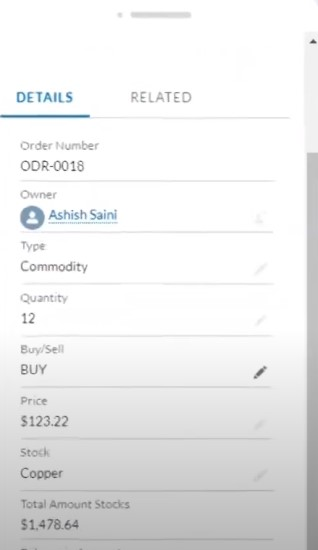 DETAILS RELATED
Order Number
ODR-0018
Owner
Ashish Saini
Type
Commodity
Quantity
12
Buy/Sell
BUY
Price
$123.22
Stock
Copper
Total Amount Stocks
$1,478.64